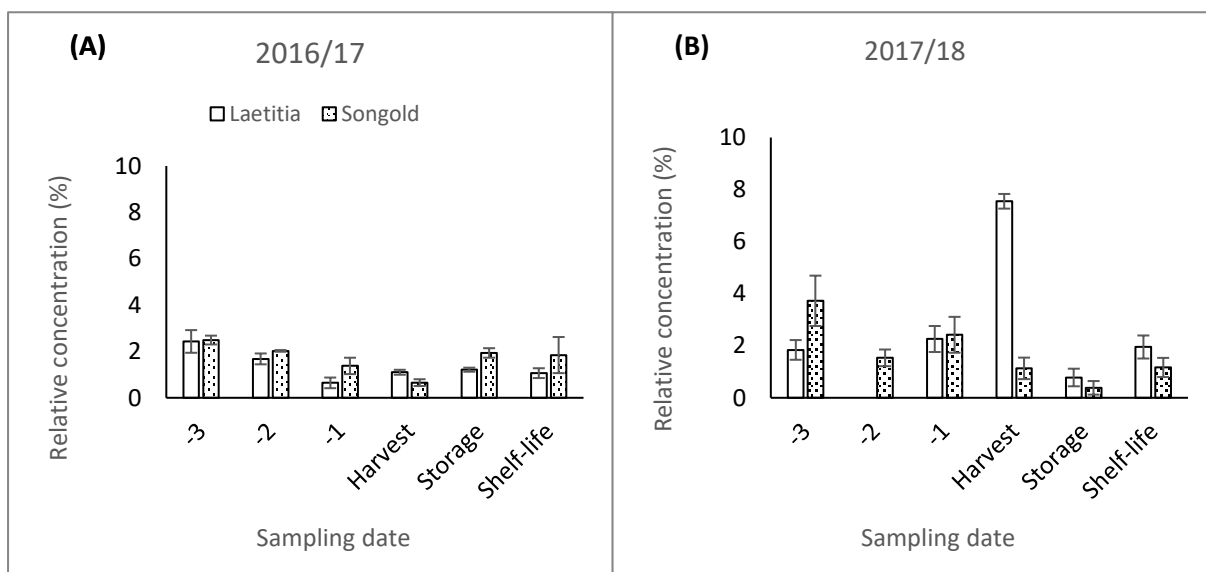 (A)
2016/17
Laetitia Songold
Relative concentration (%)
10
8
6
4
2
0
-3 -2 -1 Harvest Storage Shelf-life
Sampling date
(B)
2017/18
Relative concentration (%)
10
8
6
4
2
0
-3 -2 -1 Harvest Storage Shelf-life
Sampling date